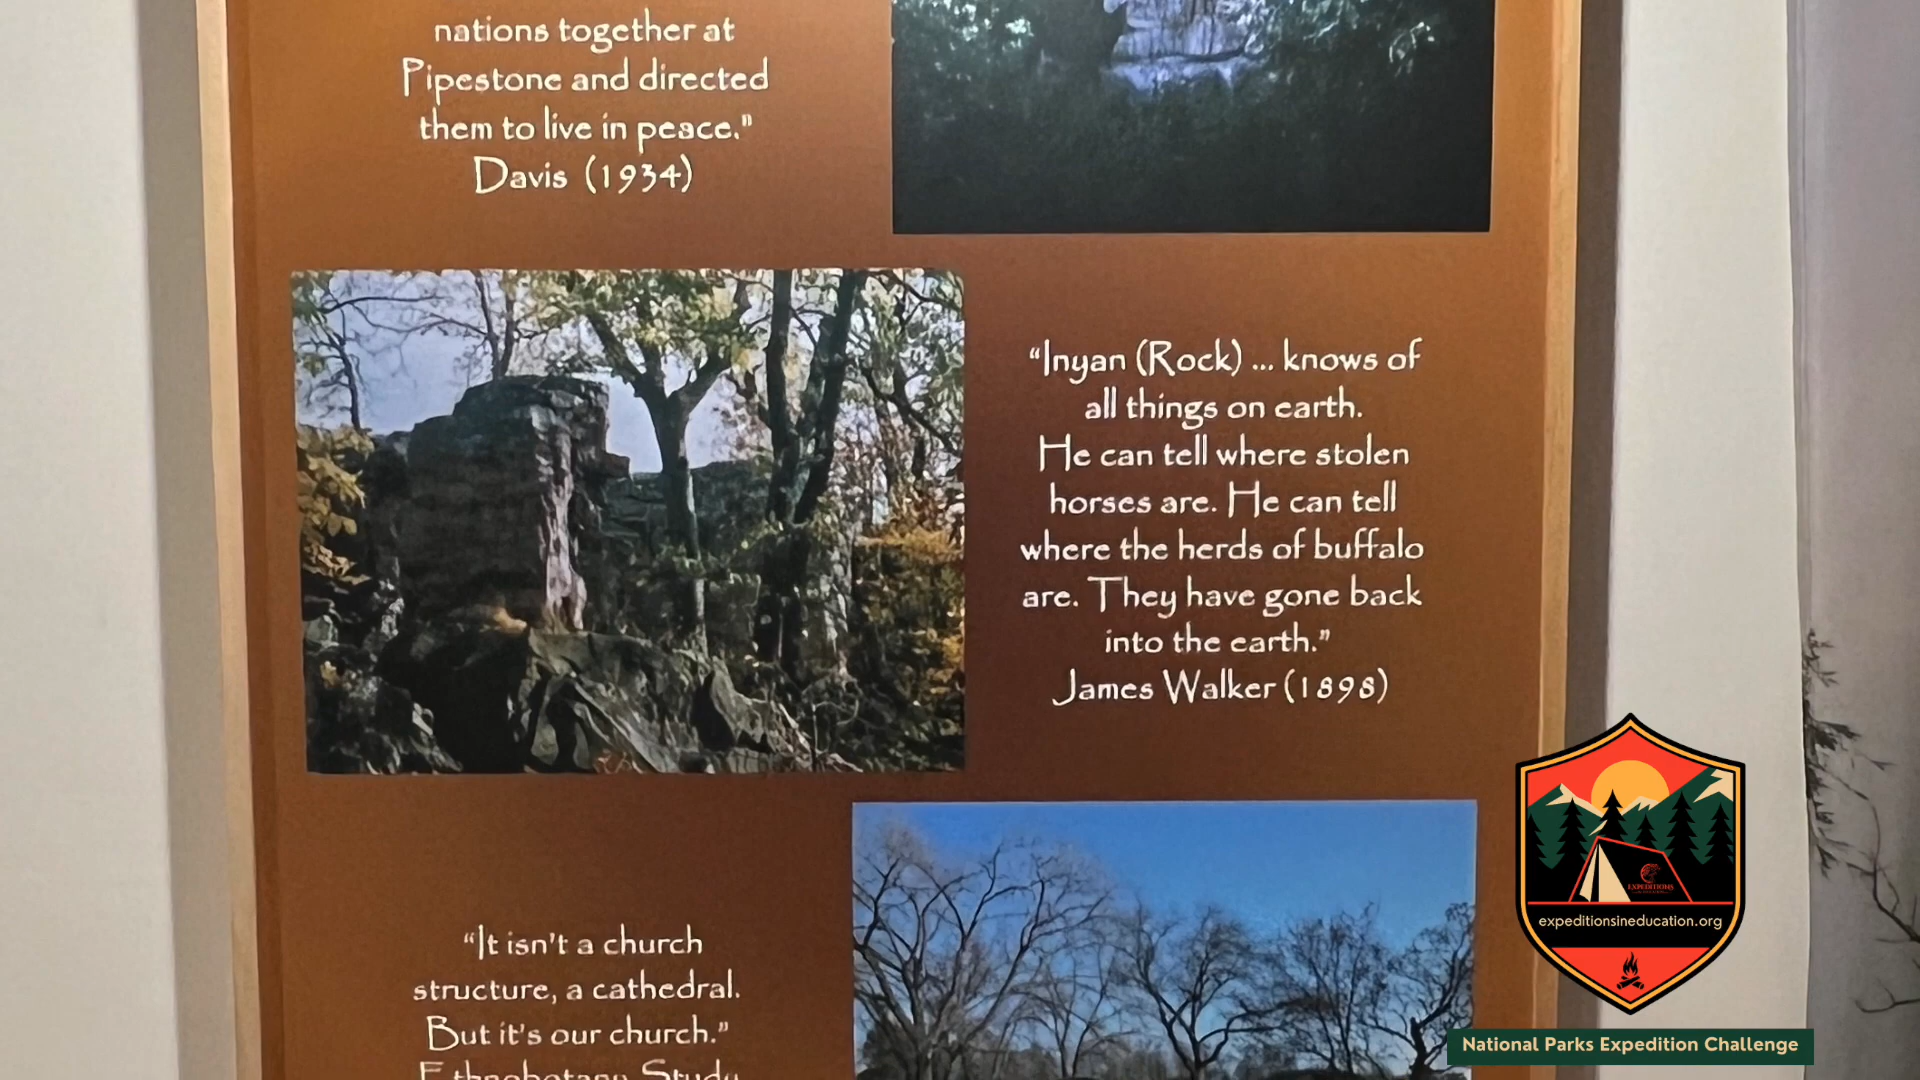 nations together at
Pipestone and directed
them to live in peace."
Davis (1934)
“Inyan (Rock) ... knows of
all things on earth.
He can tell where stolen
horses are. He can tell
where the herds of buffalo
are. They have gone back
into the earth.”
James Walker (1898)
“It isn't a church
structure, a cathedral.
But it's our church.”
Ethnobotany Study
EXPEDITIONS
expeditionsineducation.org
National Parks Expedition Challenge